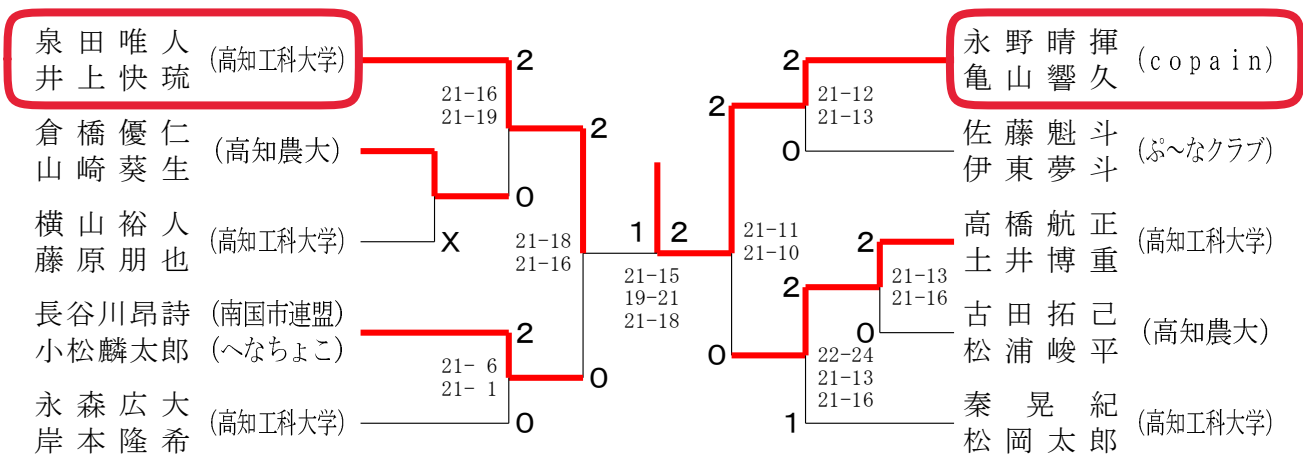 泉田唯人
井上快琉
(高知工科大学)
倉橋優仁
山崎葵生
(高知農大)
横山裕人
藤原朋也
(高知工科大学)
長谷川昂詩 (南国市連盟)
小松麟太郎 (へなちょこ)
永森広大
岸本隆希
(高知工科大学)
2
21-16
21-19
0
X
2
21-18
21-16
2
21- 6
21- 1
0
0
1 2
21-15
19-21
21-18
2
21-11
21-10
0
2
21-12
21-13
0
2
21-13
21-16
0
2
22-24
21-13
21-16
1
永野晴揮
亀山響久
(copain)
佐藤魁斗
伊東夢斗
(ぷ~なクラブ)
高橋航正
土井博重
(高知工科大学)
古田拓己
松浦峻平
(高知農大)
秦晃紀
松岡太郎
(高知工科大学)